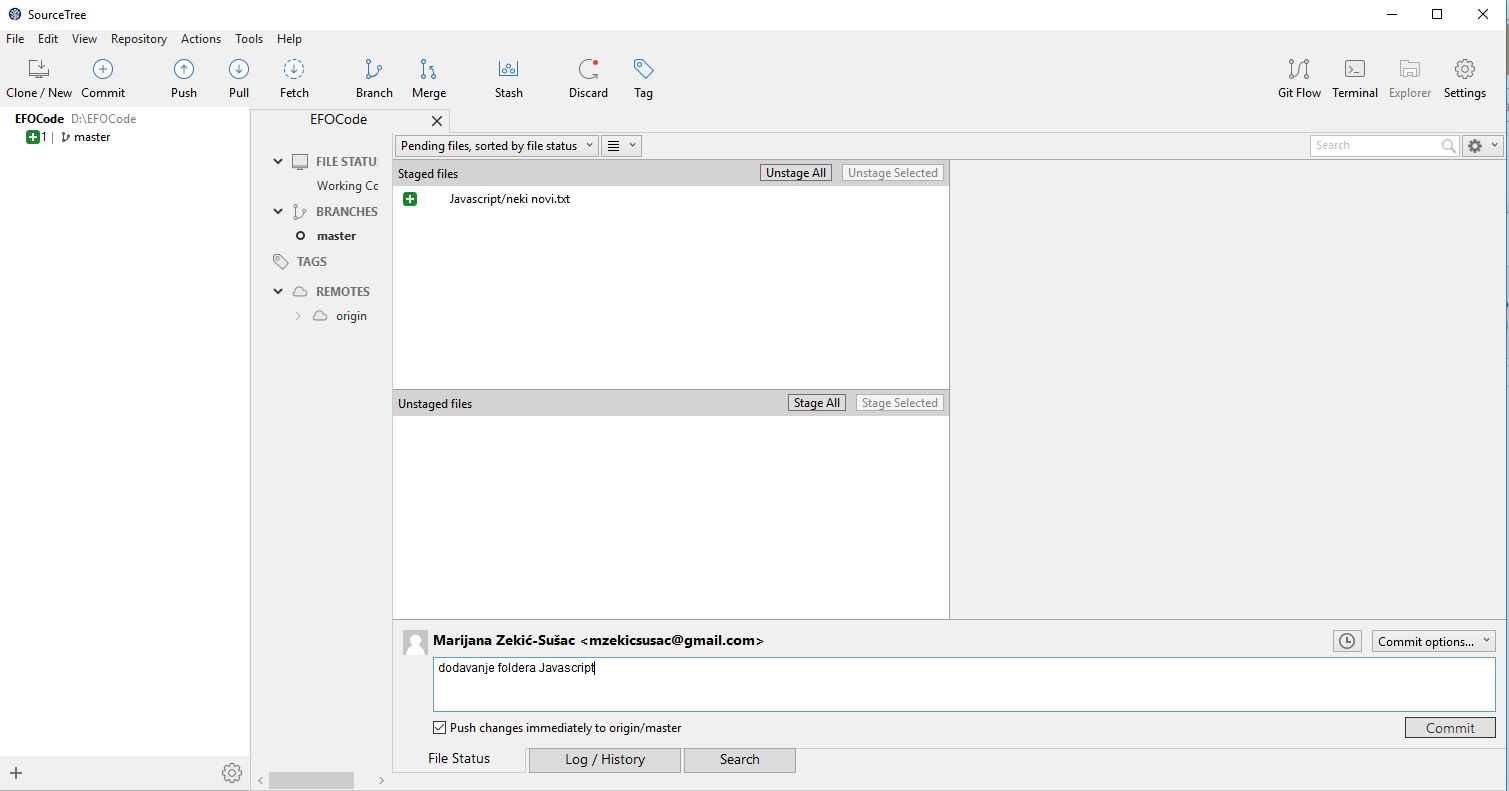 SourceTree
File Edit View Repository Actions Tools Help
Clone / New Commit Push Pull Fetch Branch Merge Stash Discard Tag Git Flow Terminal Explorer Settings
EFOCode D:\EFOCode
1 | master
EFOCode
Pending files, sorted by file status
Search
FILE STATU
Working Cc
BRANCHES
master
TAGS
REMOTES
origin
Staged files Unstage All Unstage Selected
Javascript/neki novi.txt
Unstaged files Stage All Stage Selected
Marijana Zekić-Sušac <mzekicsusac@gmail.com>
Commit options...
dodavanje foldera Javascript
Push changes immediately to origin/master
Commit
File Status Log / History Search